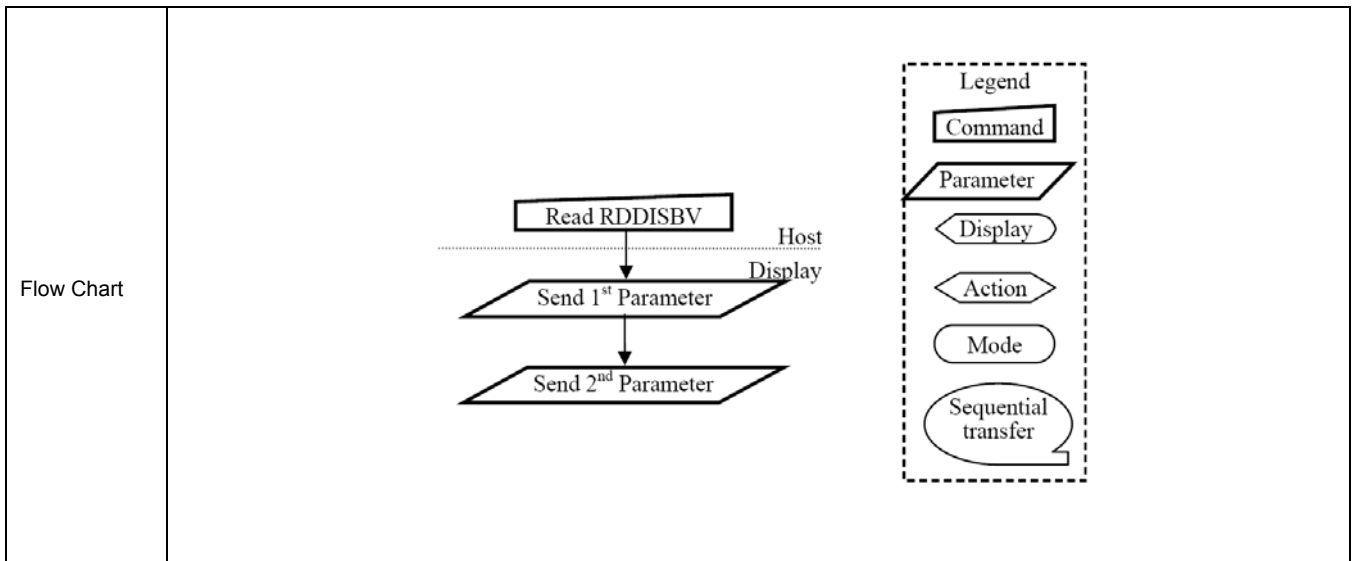 Flow Chart
Read RDDISBV
Host
Display
Send 1st Parameter
Send 2nd Parameter
Legend
Command
Parameter
Display
Action
Mode
Sequential
transfer